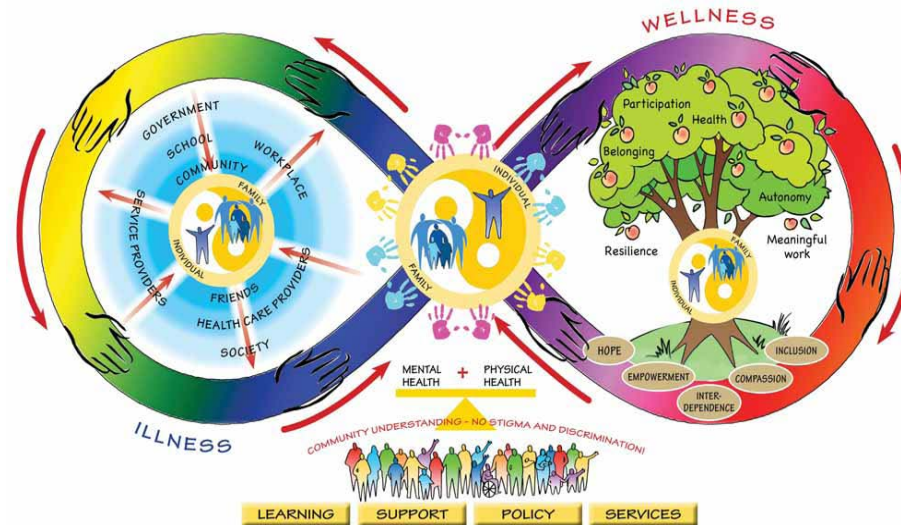 WELLNESS
GOVERNMENT
SCHOOL
COMMUNITY
WORKPLACE
SERVICE PROVIDERS
FAMILY
INDIVIDUAL
FRIENDS
HEALTH CARE PROVIDERS
SOCIETY
ILLNESS
INDIVIDUAL
FAMILY
Participation
Health
Belonging
Autonomy
Resilience
Meaningful
work
FAMILY
INDIVIDUAL
HOPE
INCLUSION
EMPOWERMENT
COMPASSION
INTER-
DEPENDENCE
MENTAL + PHYSICAL
HEALTH HEALTH
COMMUNITY UNDERSTANDING - NO STIGMA AND DISCRIMINATION!
LEARNING SUPPORT POLICY SERVICES